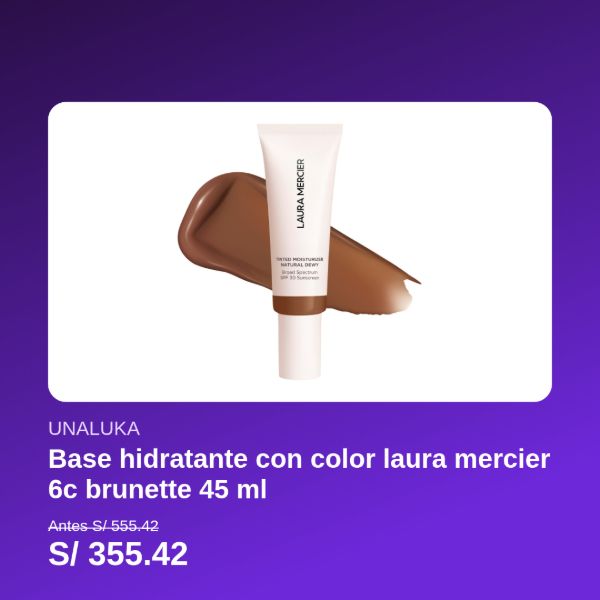 LAURA MERCIER
TINTED MOISTURIZER
NATURAL DEWY
Broad Spectrum
SPF 30 Sunscreen
UNALUKA
Base hidratante con color laura mercier
6c brunette 45 ml
Antes S/ 555.42
S/ 355.42